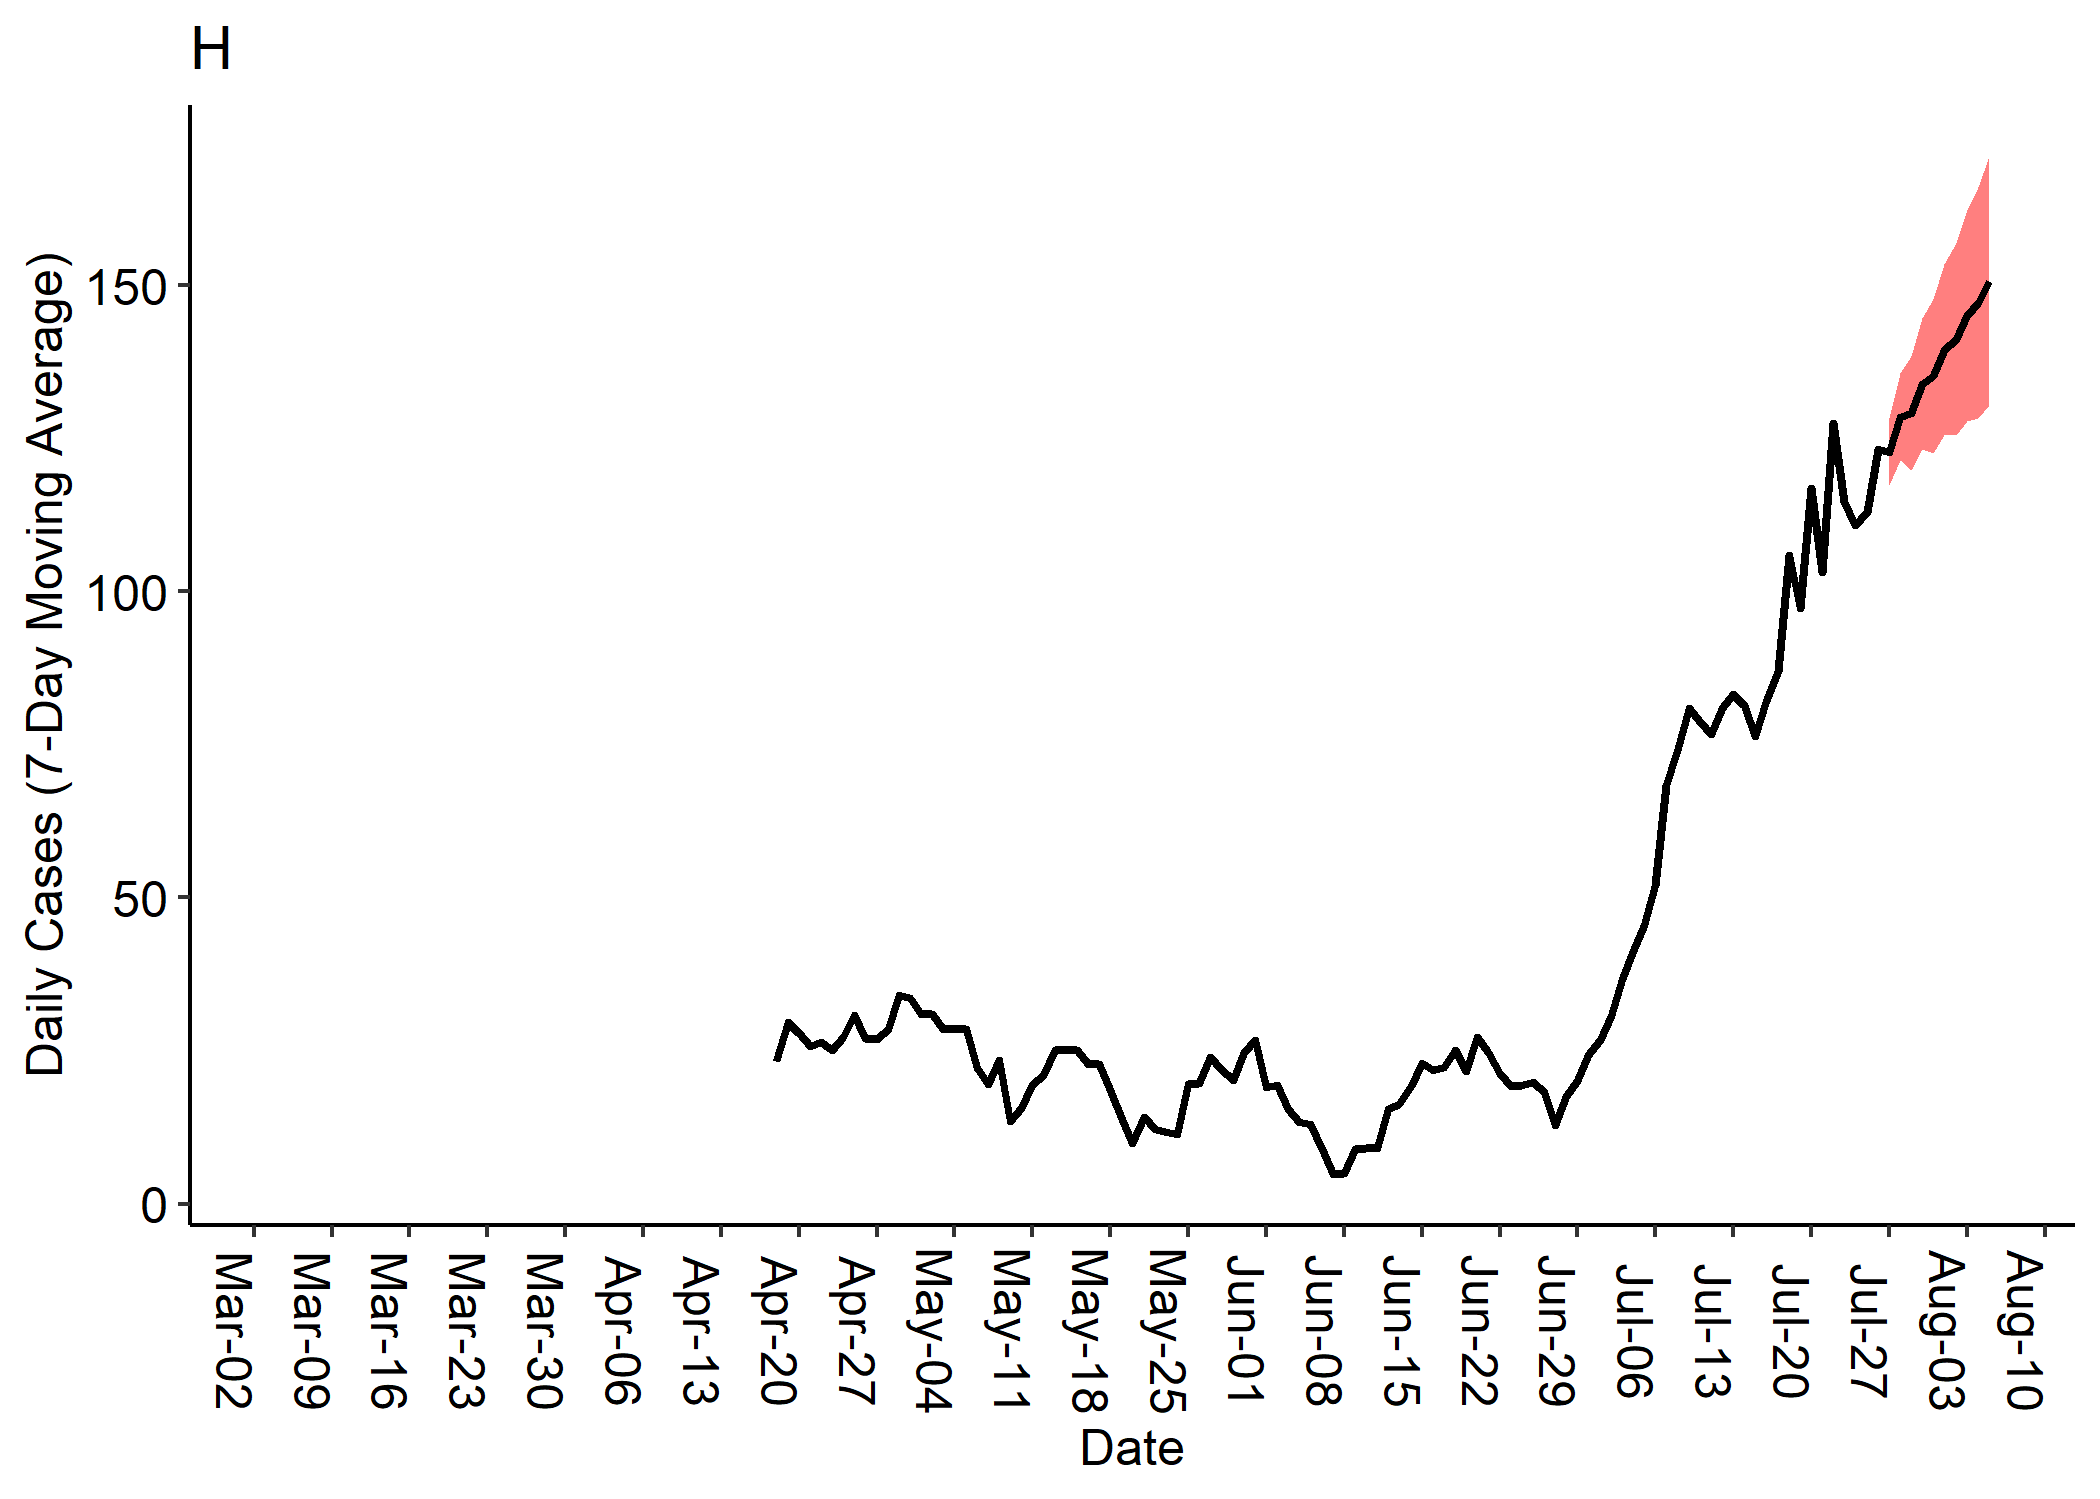 H
Daily Cases (7-Day Moving Average)
150
100
50
0
Mar-02
Mar-09
Mar-16
Mar-23
Mar-30
Apr-06
Apr-13
Apr-20
Apr-27
May-04
May-11
May-18
May-25
Jun-01
Jun-08
Jun-15
Jun-22
Jun-29
Jul-06
Jul-13
Jul-20
Jul-27
Aug-03
Aug-10
Date